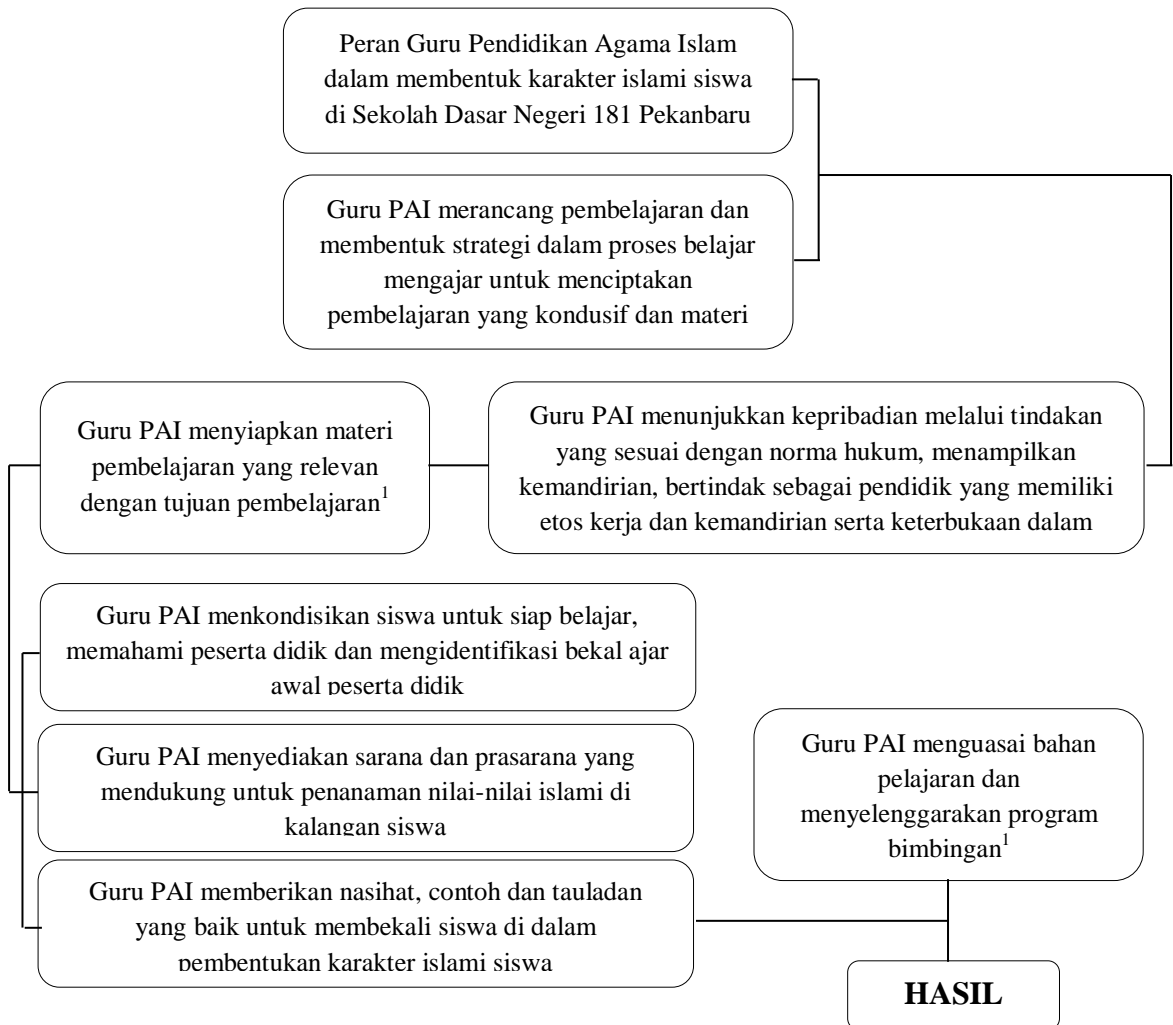 Peran Guru Pendidikan Agama Islam
dalam membentuk karakter islami siswa
di Sekolah Dasar Negeri 181 Pekanbaru
Guru PAI merancang pembelajaran dan
membentuk strategi dalam proses belajar
mengajar untuk menciptakan
pembelajaran yang kondusif dan materi
Guru PAI menyiapkan materi
pembelajaran yang relevan
dengan tujuan pembelajaran¹
Guru PAI menunjukkan kepribadian melalui tindakan
yang sesuai dengan norma hukum, menampilkan
kemandirian, bertindak sebagai pendidik yang memiliki
etos kerja dan kemandirian serta keterbukaan dalam
Guru PAI menkondisikan siswa untuk siap belajar,
memahami peserta didik dan mengidentifikasi bekal ajar
awal peserta didik
Guru PAI menyediakan sarana dan prasarana yang
mendukung untuk penanaman nilai-nilai islami di
kalangan siswa
Guru PAI menguasai bahan
pelajaran dan
menyelenggarakan program
bimbingan¹
Guru PAI memberikan nasihat, contoh dan tauladan
yang baik untuk membekali siswa di dalam
pembentukan karakter islami siswa
HASIL